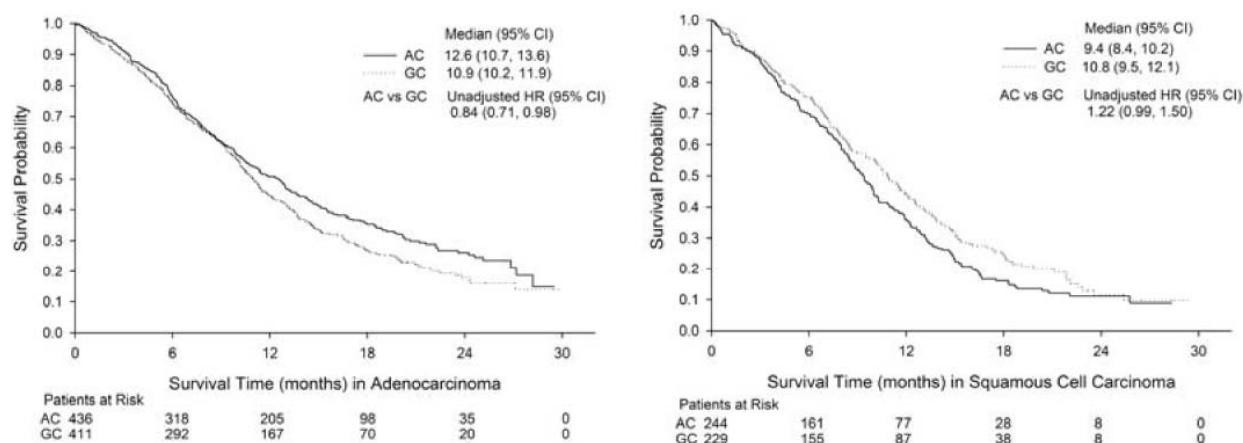 Median (95% CI)
AC 12.6 (10.7, 13.6)
GC 10.9 (10.2, 11.9)
AC vs GC Unadjusted HR (95% CI)
0.84 (0.71, 0.98)
Survival Probability
1.0
0.9
0.8
0.7
0.6
0.5
0.4
0.3
0.2
0.1
0.0
0 6 12 18 24 30
Survival Time (months) in Adenocarcinoma
Patients at Risk
AC 436 318 205 98 35 0
GC 411 292 167 70 20 0
Median (95% CI)
AC 9.4 (8.4, 10.2)
GC 10.8 (9.5, 12.1)
AC vs GC Unadjusted HR (95% CI)
1.22 (0.99, 1.50)
Survival Probability
1.0
0.9
0.8
0.7
0.6
0.5
0.4
0.3
0.2
0.1
0.0
0 6 12 18 24 30
Survival Time (months) in Squamous Cell Carcinoma
Patients at Risk
AC 244 161 77 28 8 0
GC 229 155 87 38 8 0